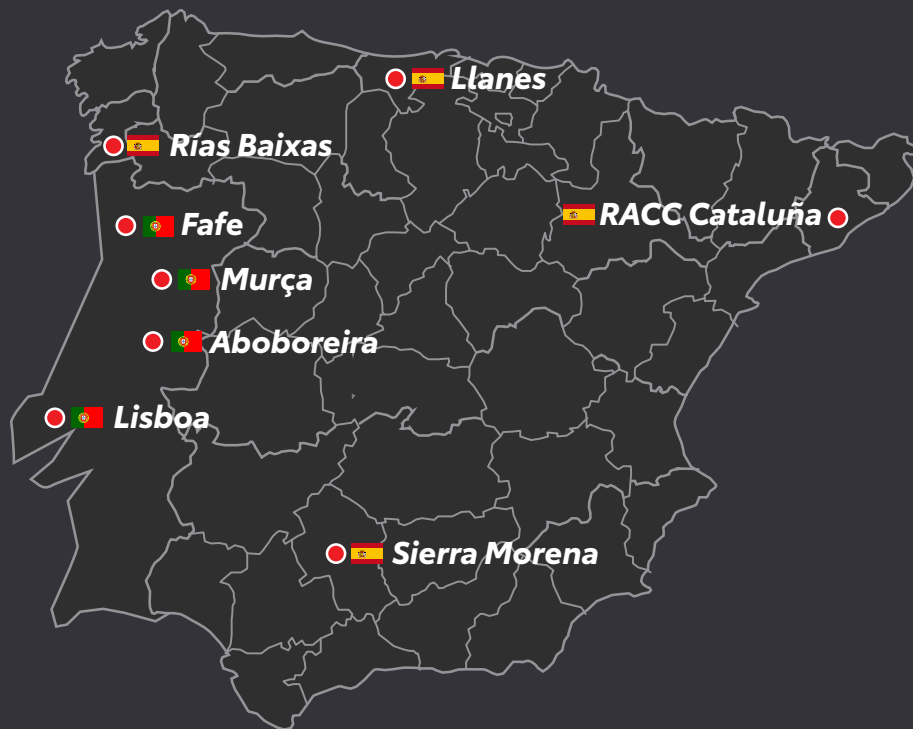 Llanes
Rías Baixas
RACC Cataluña
Fafe
Murça
Aboboreira
Lisboa
Sierra Morena